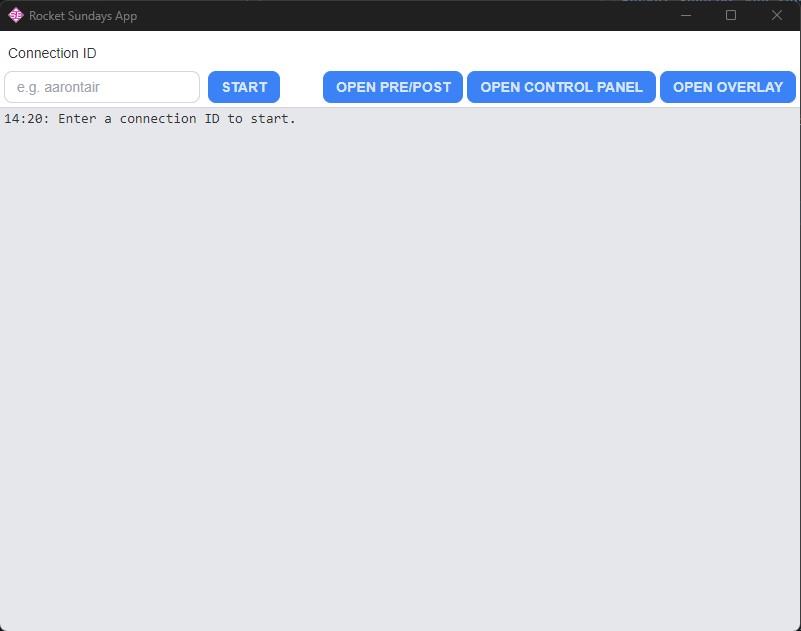 Rocket Sundays App
Connection ID
e.g. aarontair START OPEN PRE/POST OPEN CONTROL PANEL OPEN OVERLAY
14:20: Enter a connection ID to start.